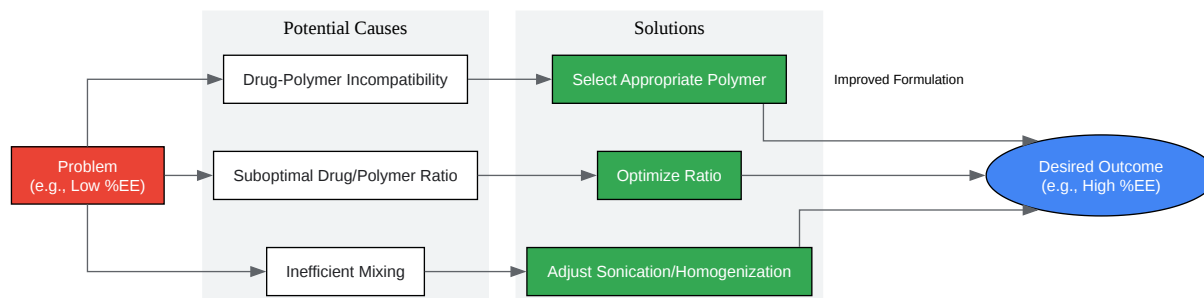 Potential Causes
Solutions
Drug-Polymer Incompatibility
Select Appropriate Polymer
Improved Formulation
Problem
(e.g., Low %EE)
Suboptimal Drug/Polymer Ratio
Optimize Ratio
Desired Outcome
(e.g., High %EE)
Inefficient Mixing
Adjust Sonication/Homogenization